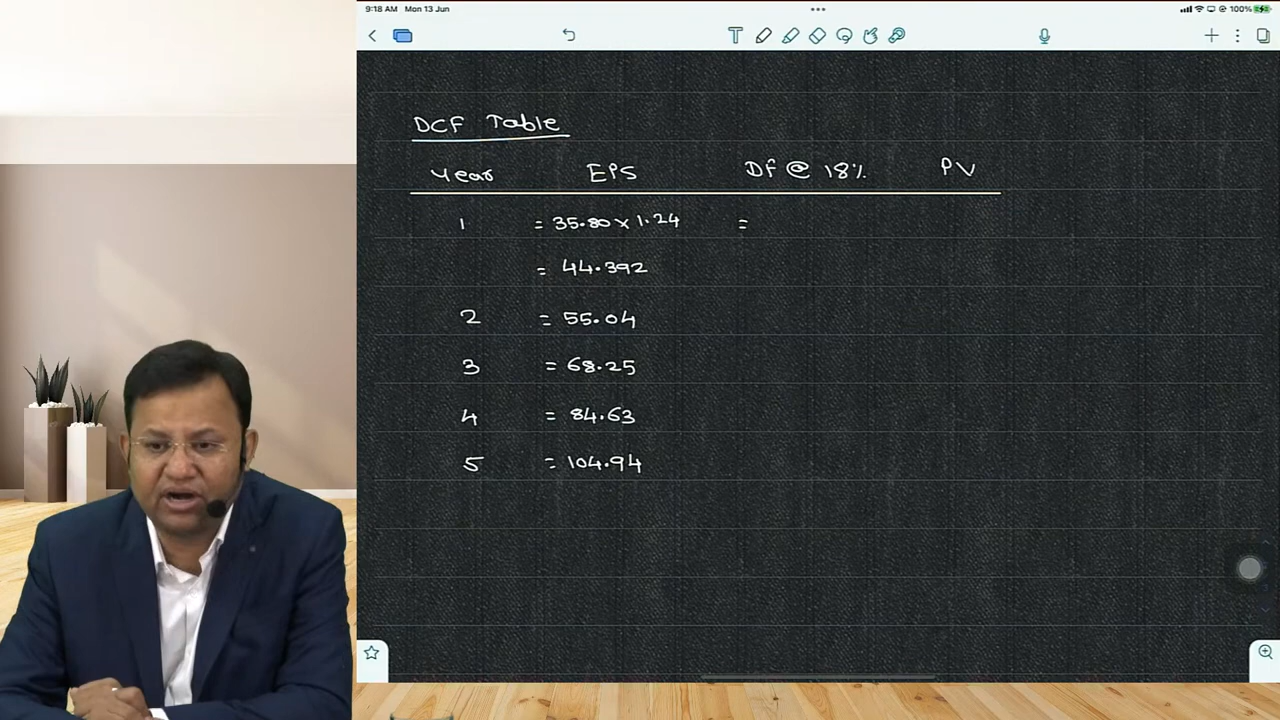 9:18 AM Mon 13 Jun 100%
T
DCF Table
Year EPS DF @ 18% PV
1 = 35.80 x 1.24 =
= 44.392
2 = 55.04
3 = 68.25
4 = 84.63
5 = 104.94